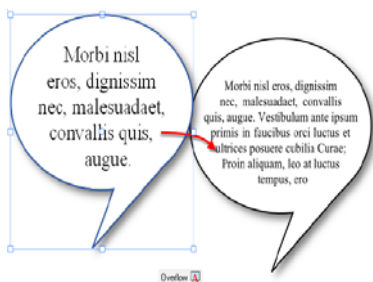 Morbi nisl
eros, dignissim
nec, malesuadaet,
convallis quis,
augue.
Morbi nisl eros, dignissim
nec, malesuadaet, convallis
quis, augue. Vestibulum ante ipsum
primis in faucibus orci luctus et
ultrices posuere cubilia Curae;
Proin aliquam, leo at luctus
tempus, ero
Overflow A